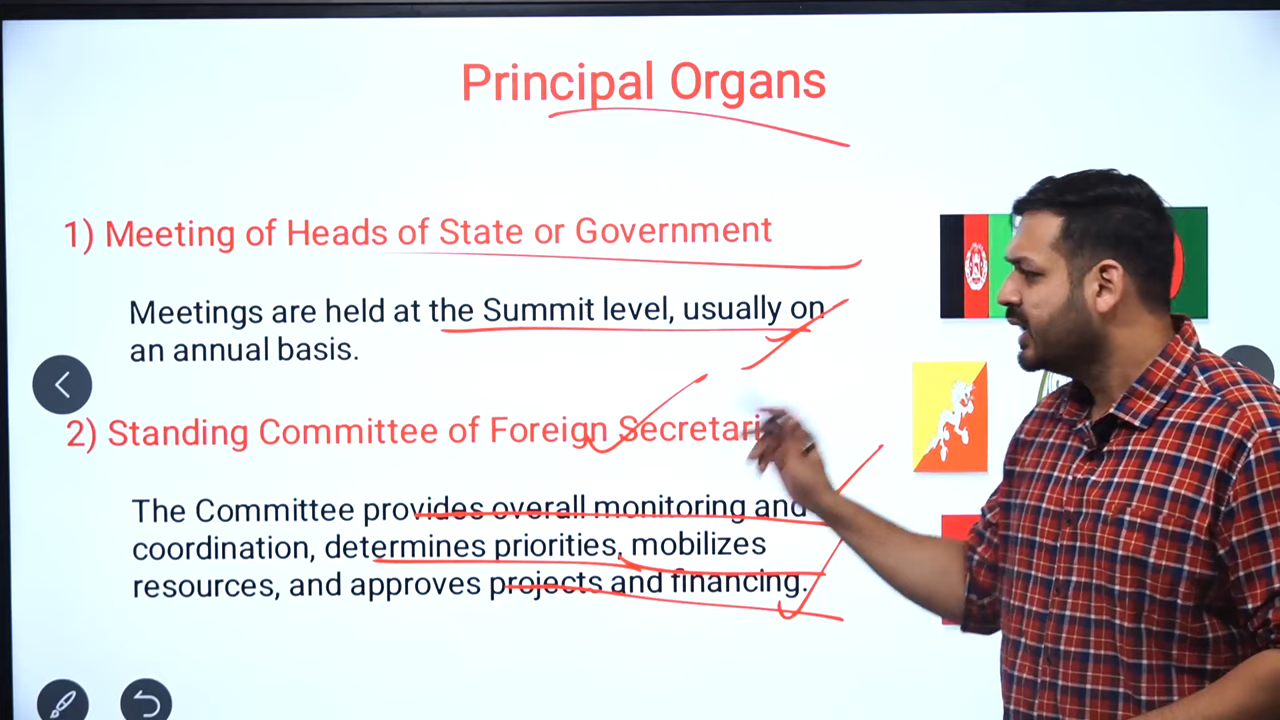 Principal Organs
1) Meeting of Heads of State or Government
Meetings are held at the Summit level, usually on
an annual basis.
2) Standing Committee of Foreign
The Committee provides overall monitoring and
coordination, determines priorities, mobilizes
resources, and approves projects and financing.